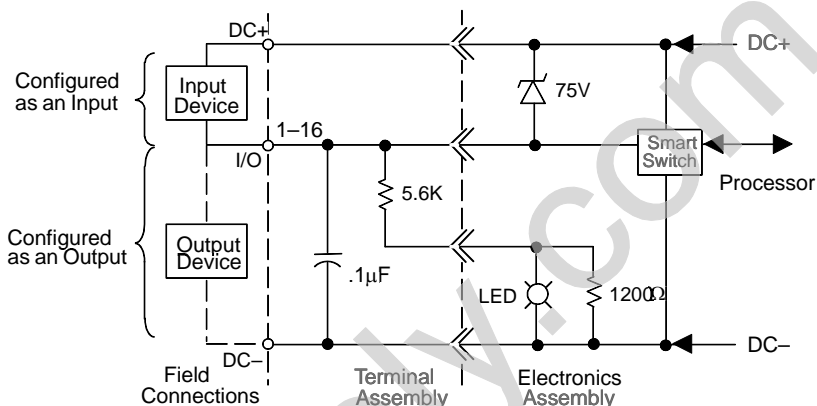 DC+
DC+
Configured
as an Input
Input
Device
75V
1–16
I/O
Smart
Switch
Processor
5.6K
Configured
as an Output
Output
Device
.1μF
LED
1200Ω
DC–
DC–
Field
Connections
Terminal
Assembly
Electronics
Assembly